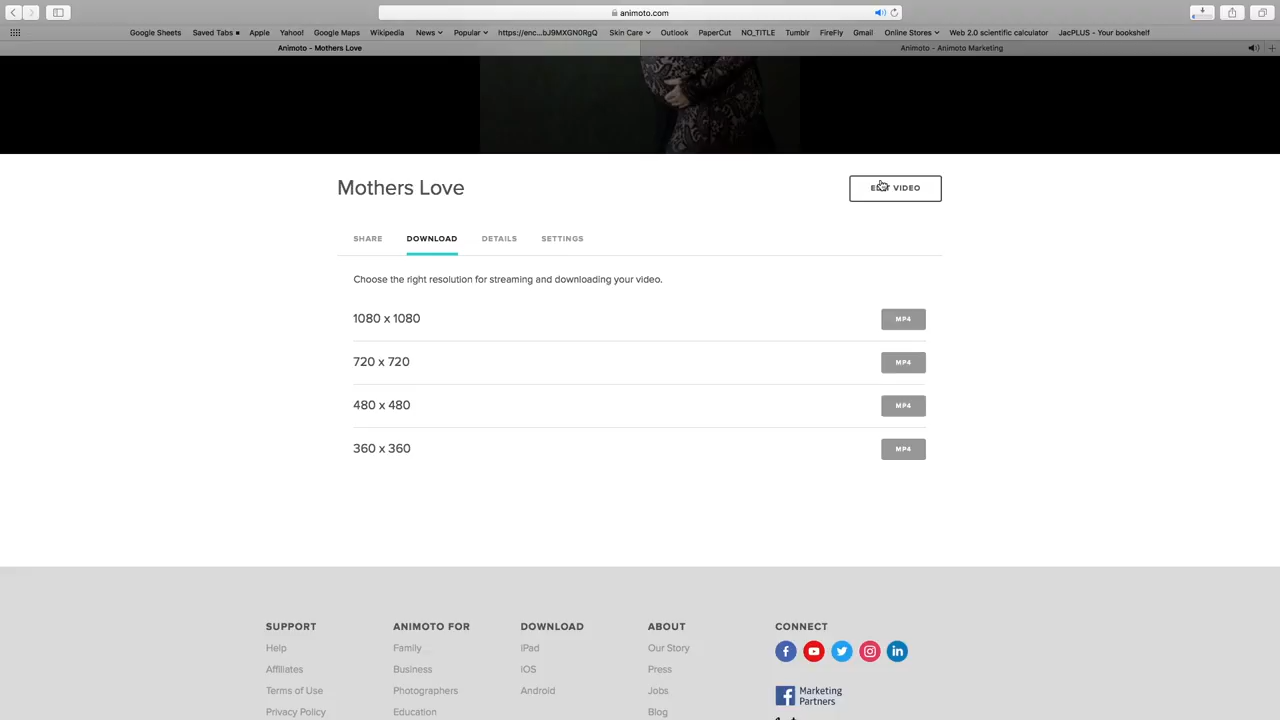 animoto.com
Google Sheets Saved Tabs Apple Yahoo! Google Maps Wikipedia News Popular https://enc...bJ9MXGN0RgQ Skin Care Outlook PaperCut NO_TITLE Tumblr FireFly Gmail Online Stores Web 2.0 scientific calculator JacPLUS - Your bookshelf
Animoto - Mothers Love Animoto - Animoto Marketing
Mothers Love
EDIT VIDEO
SHARE DOWNLOAD DETAILS SETTINGS
Choose the right resolution for streaming and downloading your video.
1080 x 1080 MP4
720 x 720 MP4
480 x 480 MP4
360 x 360 MP4
SUPPORT ANIMOTO FOR DOWNLOAD ABOUT CONNECT
Help Family iPad Our Story
Affiliates Business iOS Press
Terms of Use Photographers Android Jobs
Marketing
Partners
Privacy Policy Education Blog